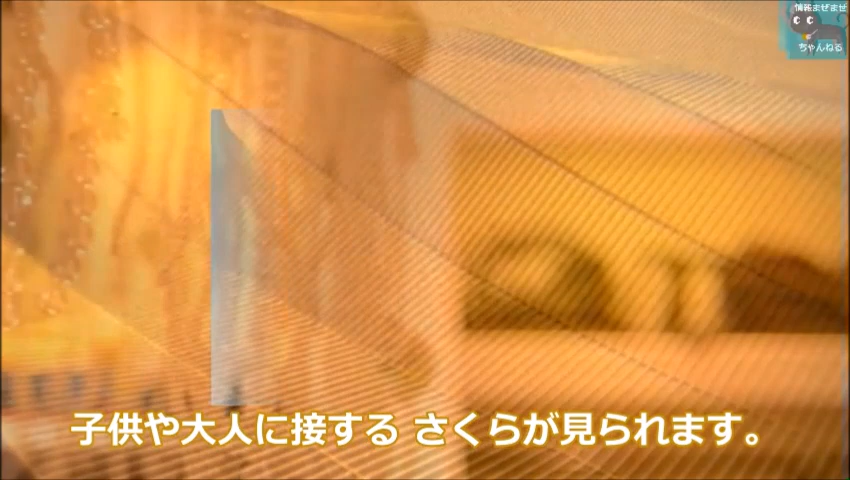 情報まぜまぜ
ちゃんねる
子供や大人に接する さくらが見られます。